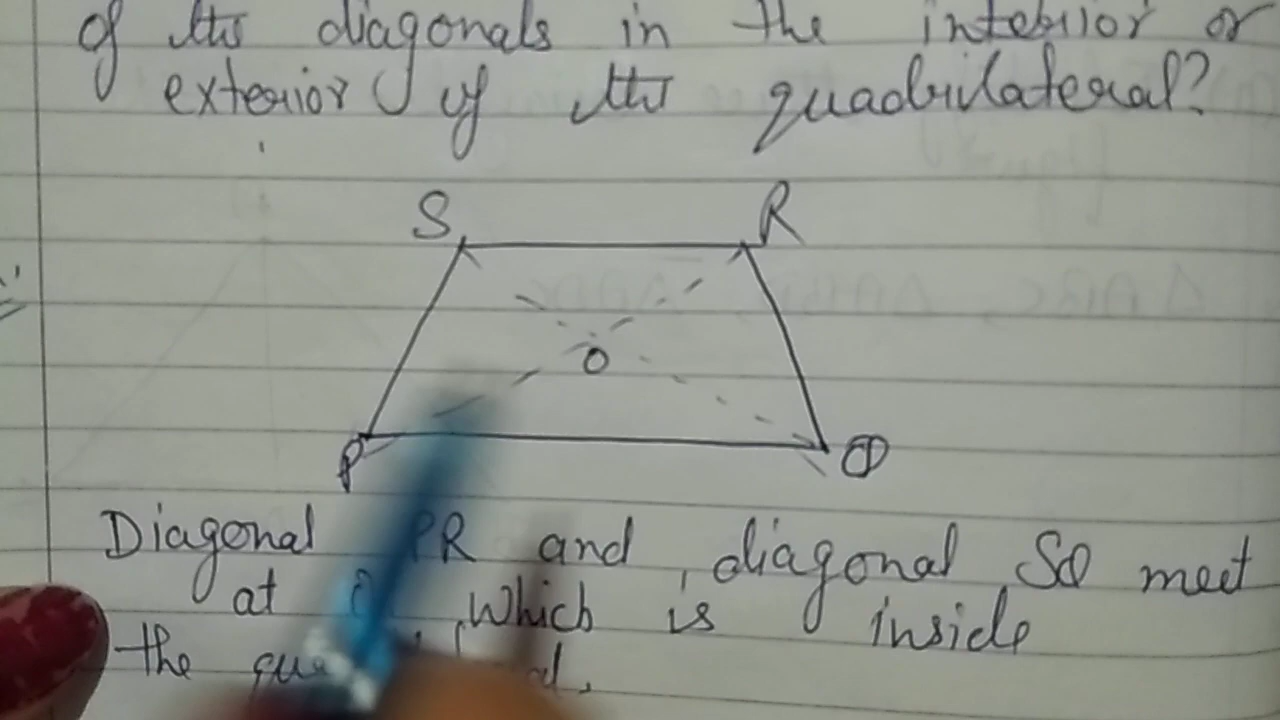 of the diagonals in the interior or
exterior of the quadrilateral?
S R
O
P Q
Diagonal PR and diagonal SQ meet
at which is inside
the